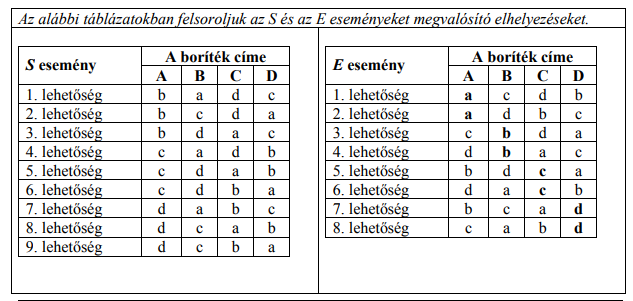 Az alábbi táblázatokban felsoroljuk az S és az E eseményeket megvalósító elhelyezéseket.
S esemény A boríték címe
A B C D
1. lehetőség b a d c
2. lehetőség b c d a
3. lehetőség b d a c
4. lehetőség c a d b
5. lehetőség c d a b
6. lehetőség c d b a
7. lehetőség d a b c
8. lehetőség d c a b
9. lehetőség d c b a
E esemény A boríték címe
A B C D
1. lehetőség a c d b
2. lehetőség a d b c
3. lehetőség c b d a
4. lehetőség d b a c
5. lehetőség b d c a
6. lehetőség d a c b
7. lehetőség b c a d
8. lehetőség c a b d